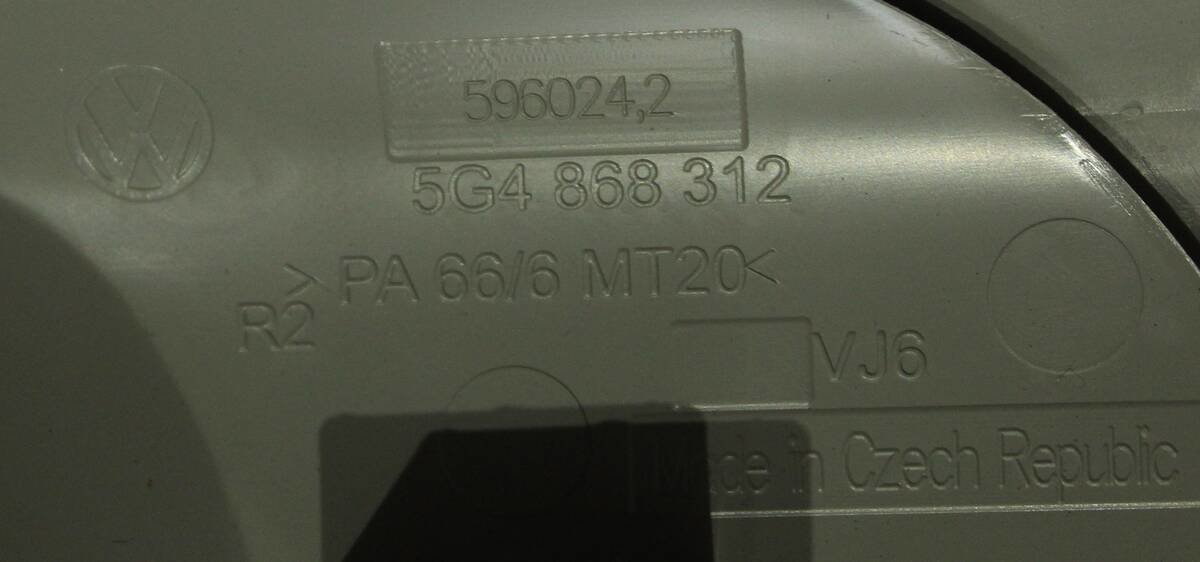 596024,2
5G4 868 312
>PA 66/6 MT20<
R2
VJ6
Made in Czech Republic